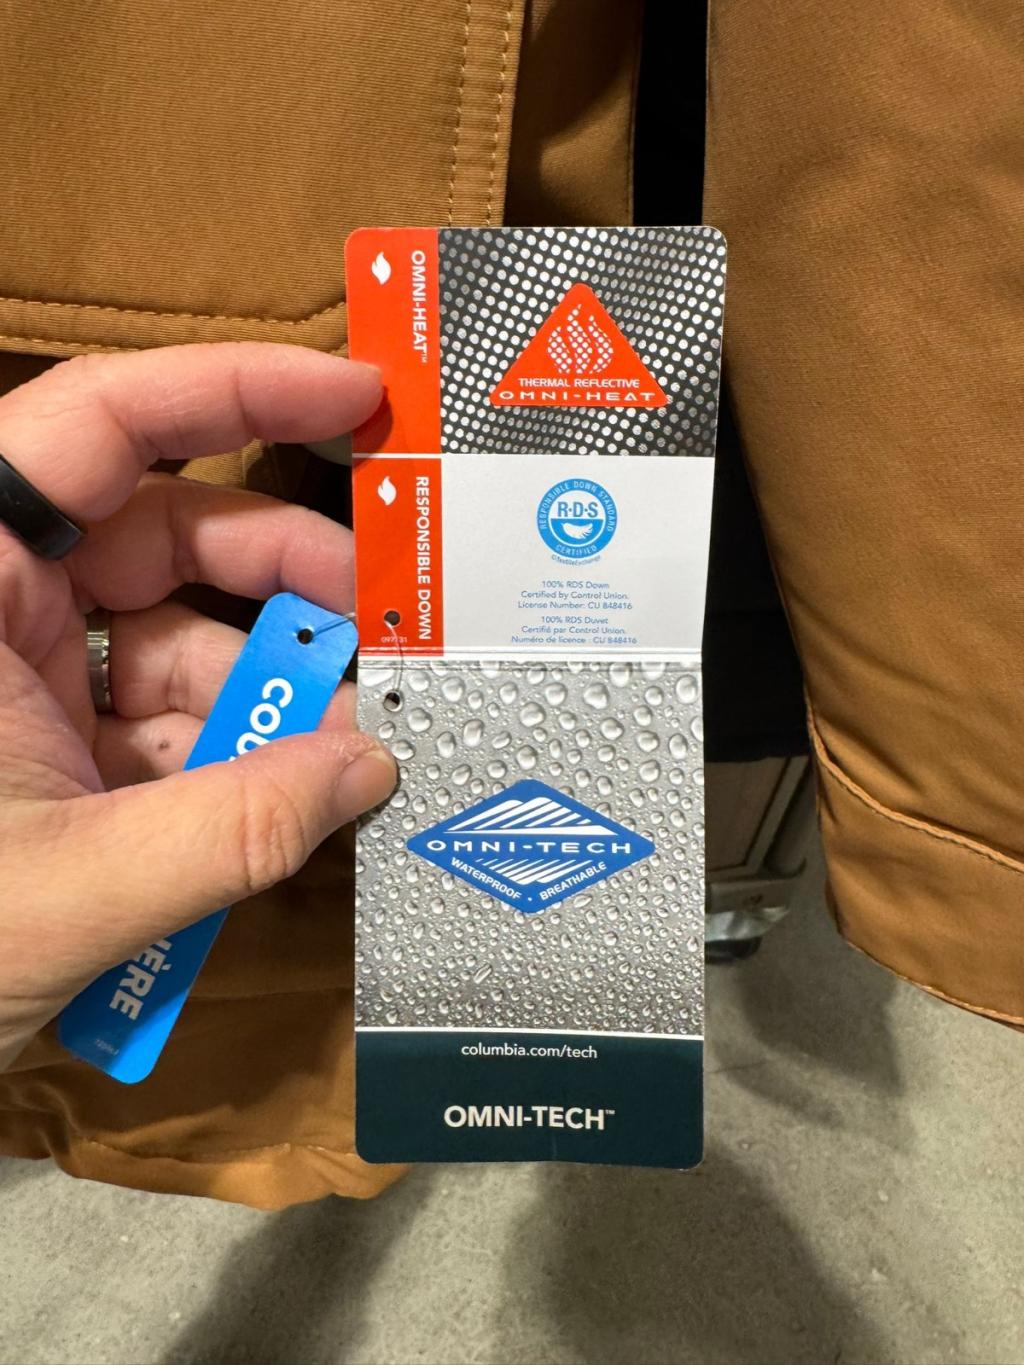 OMNI-HEAT™
THERMAL REFLECTIVE
OMNI-HEAT
RESPONSIBLE DOWN
RESPONSIBLE DOWN STANDARD
R·D·S
CERTIFIED
©TextileExchange
100% RDS Down
Certified by Control Union.
License Number: CU 848416
100% RDS Duvet
Certifié par Control Union.
Numéro de licence : CU 848416
OMNI-TECH
WATERPROOF • BREATHABLE
columbia.com/tech
OMNI-TECH™